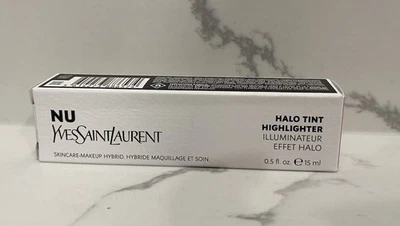 NU
YVESSAINTLAURENT
SKINCARE-MAKEUP HYBRID, HYBRIDE MAQUILLAGE ET SOIN
HALO TINT
HIGHLIGHTER
ILLUMINATEUR
EFFET HALO
0.5 fl. oz. ℮ 15 ml